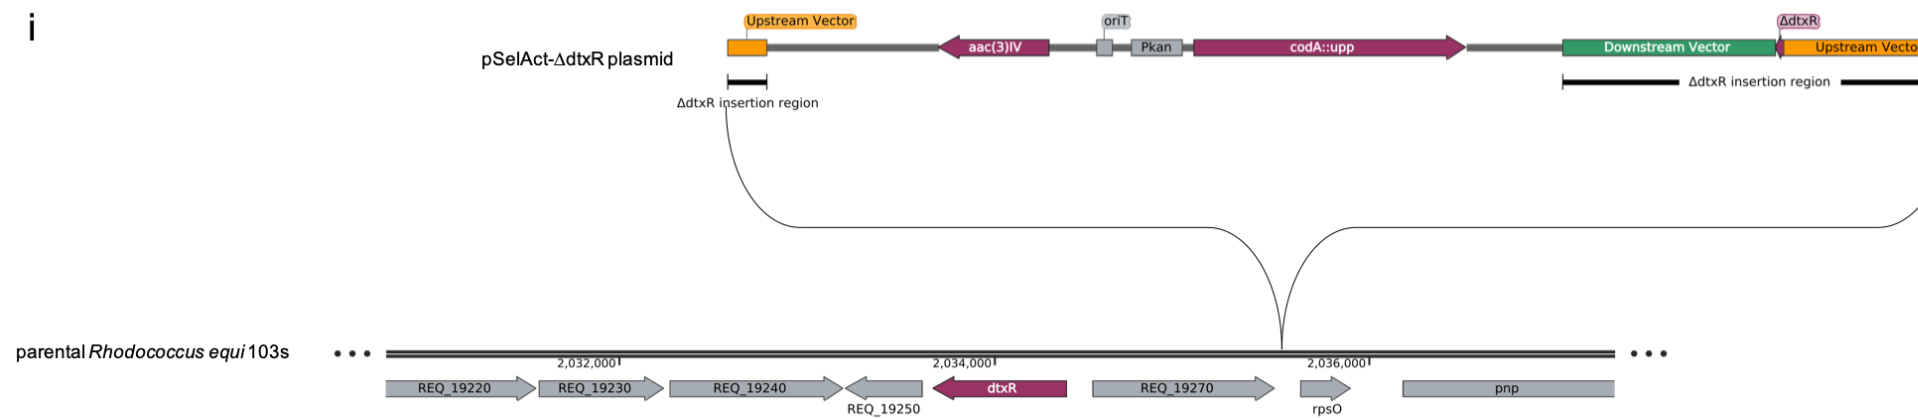 i
Upstream Vector
oriT
ΔdtxR
pSelAct-ΔdtxR plasmid
aac(3)IV
Pkan
codA::upp
Downstream Vector
Upstream Vecto
ΔdtxR insertion region
ΔdtxR insertion region
parental Rhodococcus equi 103s
2,032,000
2,034,000
2,036,000
REQ_19220
REQ_19230
REQ_19240
REQ_19250
dtxR
REQ_19270
rpsO
pnp